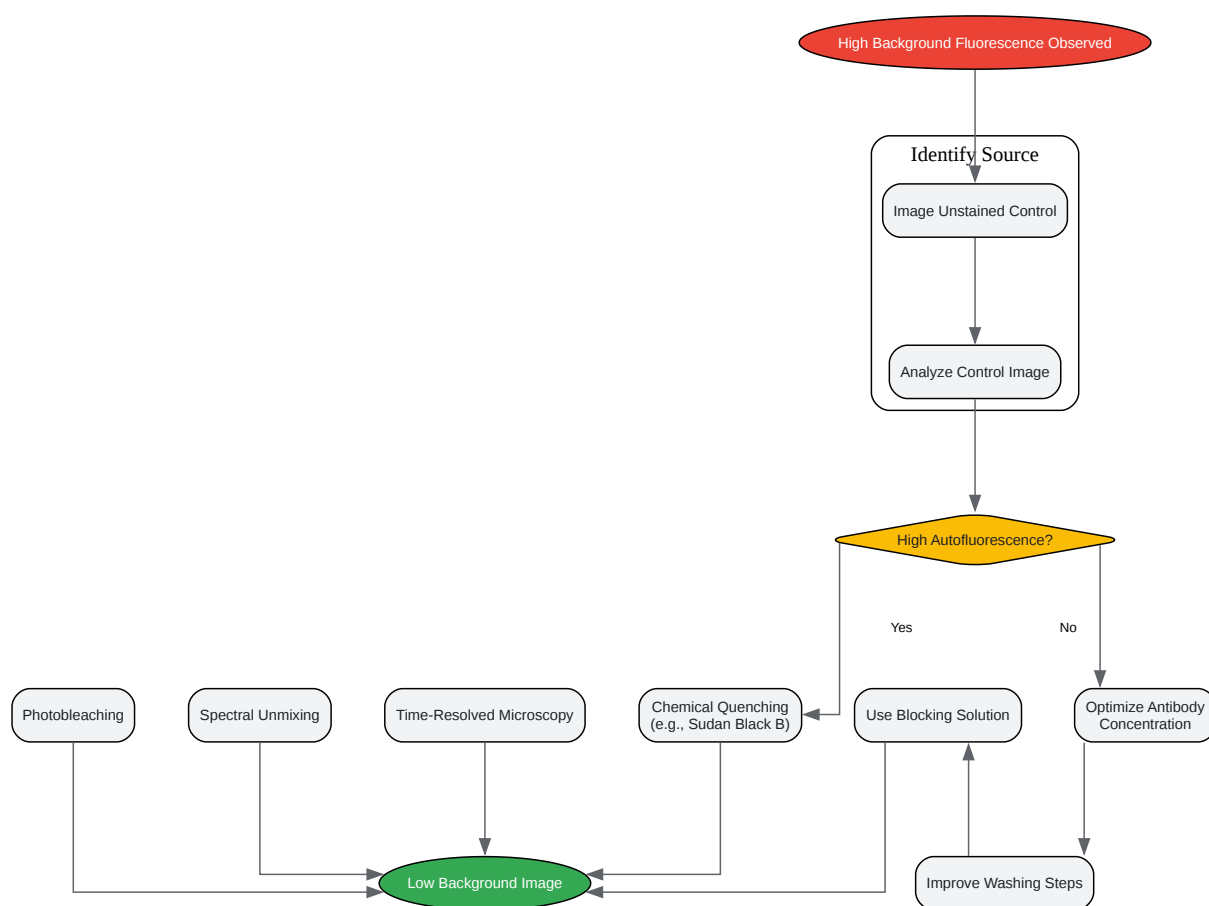 High Background Fluorescence Observed
Identify Source
Image Unstained Control
Analyze Control Image
High Autofluorescence?
Yes
No
Photobleaching
Spectral Unmixing
Time-Resolved Microscopy
Chemical Quenching
(e.g., Sudan Black B)
Use Blocking Solution
Optimize Antibody
Concentration
Low Background Image
Improve Washing Steps